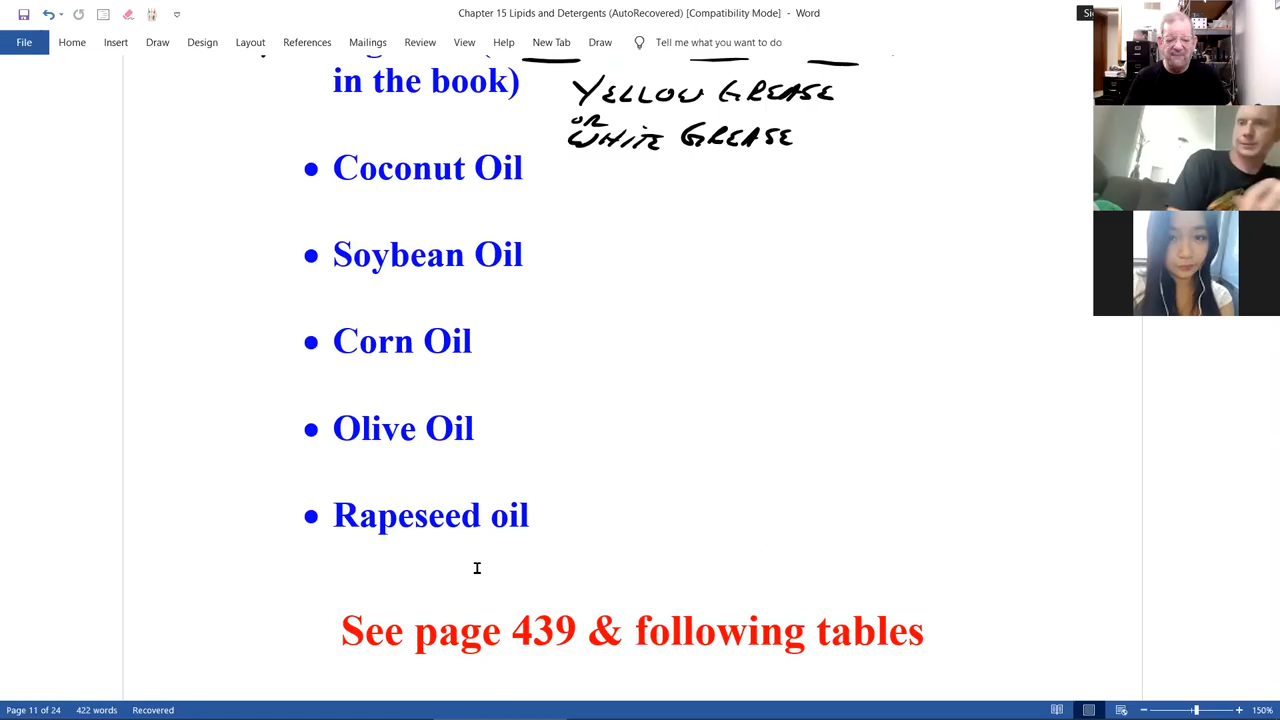 Chapter 15 Lipids and Detergents (AutoRecovered) [Compatibility Mode] - Word
File Home Insert Draw Design Layout References Mailings Review View Help New Tab Draw Tell me what you want to do
in the book)
YELLOW GREASE
OR
WHITE GREASE
• Coconut Oil
• Soybean Oil
• Corn Oil
• Olive Oil
• Rapeseed oil
See page 439 & following tables
Page 11 of 24 422 words Recovered 150%